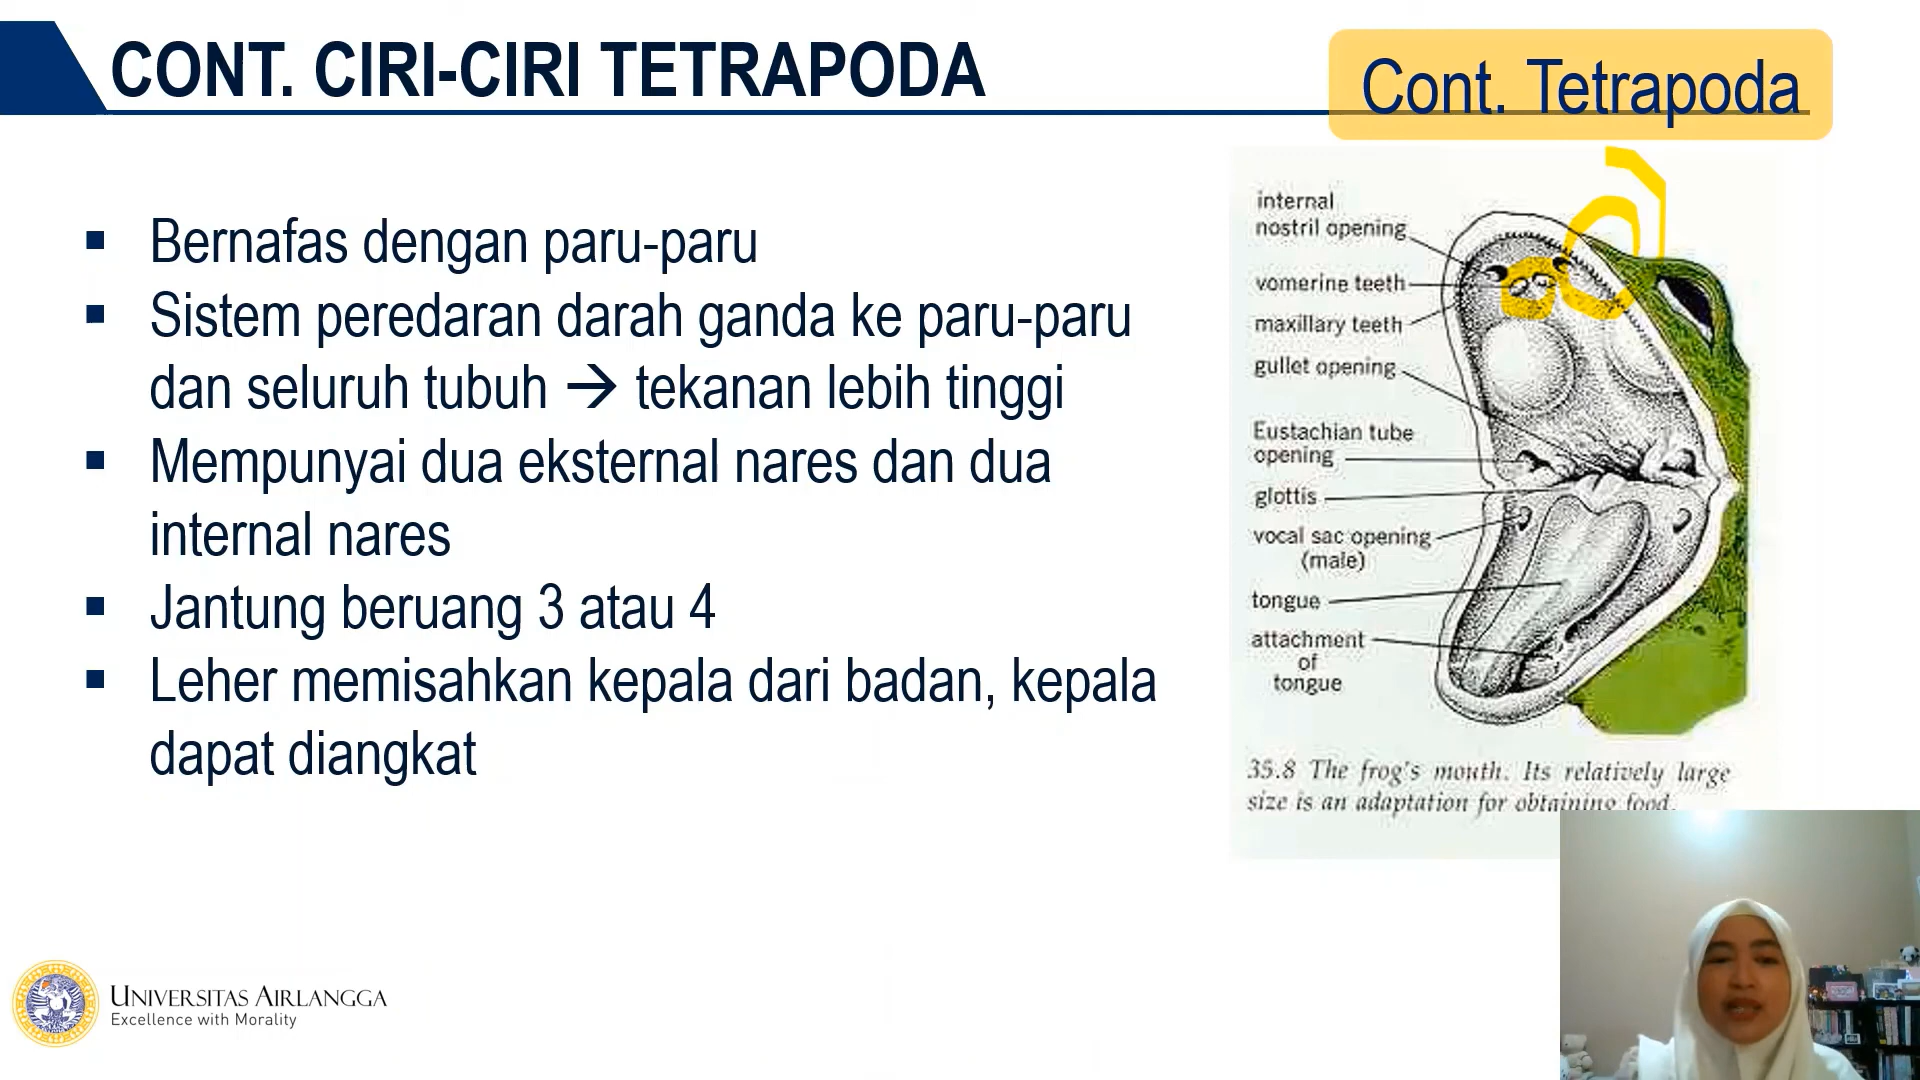 CONT. CIRI-CIRI TETRAPODA
Cont. Tetrapoda
Bernafas dengan paru-paru
Sistem peredaran darah ganda ke paru-paru
dan seluruh tubuh → tekanan lebih tinggi
Mempunyai dua eksternal nares dan dua
internal nares
Jantung beruang 3 atau 4
Leher memisahkan kepala dari badan, kepala
dapat diangkat
internal
nostril opening
vomerine teeth
maxillary teeth
gullet opening
Eustachian tube
opening
glottis
vocal sac opening
(male)
tongue
attachment
of
tongue
35.8 The frog's mouth. Its relatively large
size is an adaptation for obtaining food.
UNIVERSITAS AIRLANGGA
Excellence with Morality